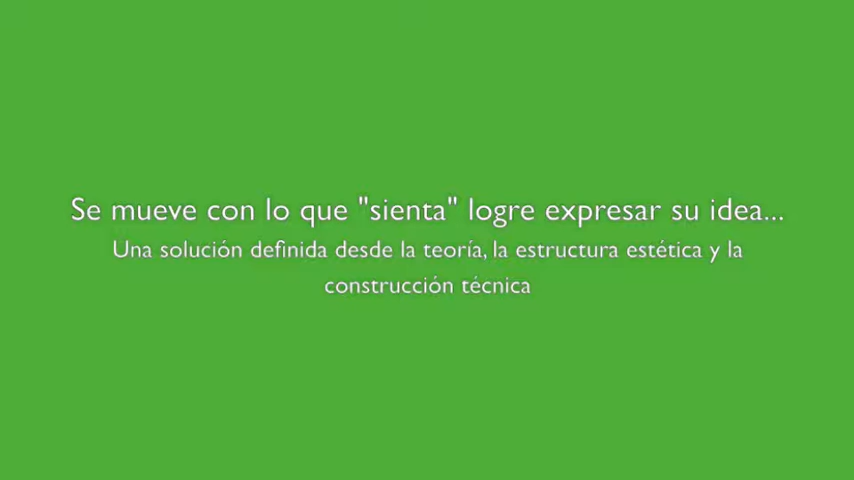 Se mueve con lo que "sienta" logre expresar su idea...
Una solución definida desde la teoría, la estructura estética y la
construcción técnica